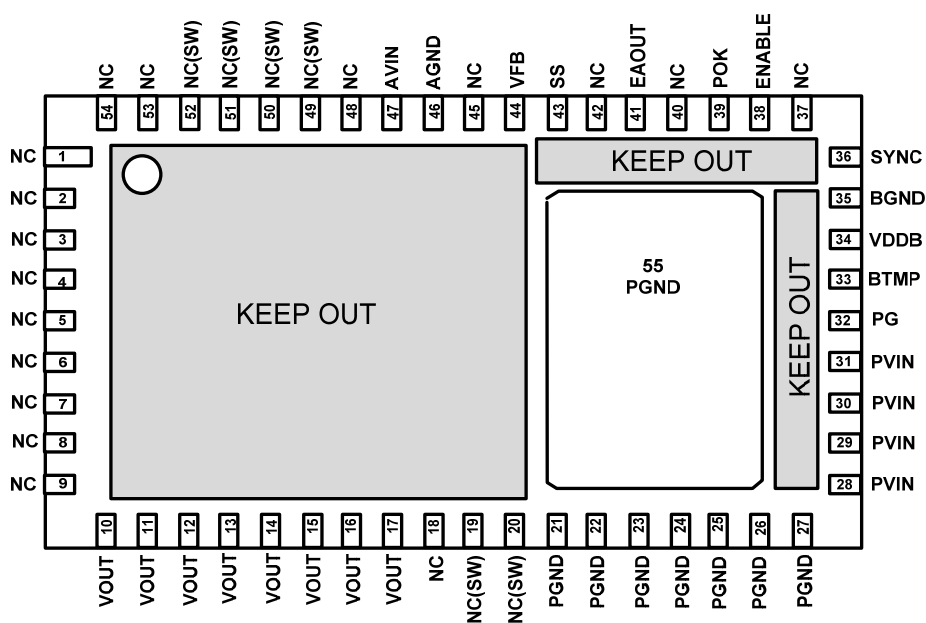 NC NC NC(SW) NC(SW) NC(SW) NC(SW) NC AVIN AGND NC VFB SS NC EAOUT NC POK ENABLE NC
54 53 52 51 50 49 48 47 46 45 44 43 42 41 40 39 38 37
NC 1 KEEP OUT 36 SYNC
NC 2 35 BGND
NC 3 34 VDDB
55
NC 4 33 BTMP
PGND
KEEP OUT
KEEP OUT
NC 5 32 PG
NC 6 31 PVIN
NC 7 30 PVIN
NC 8 29 PVIN
NC 9 28 PVIN
10 11 12 13 14 15 16 17 18 19 20 21 22 23 24 25 26 27
VOUT VOUT VOUT VOUT VOUT VOUT VOUT VOUT NC NC(SW) NC(SW) PGND PGND PGND PGND PGND PGND PGND